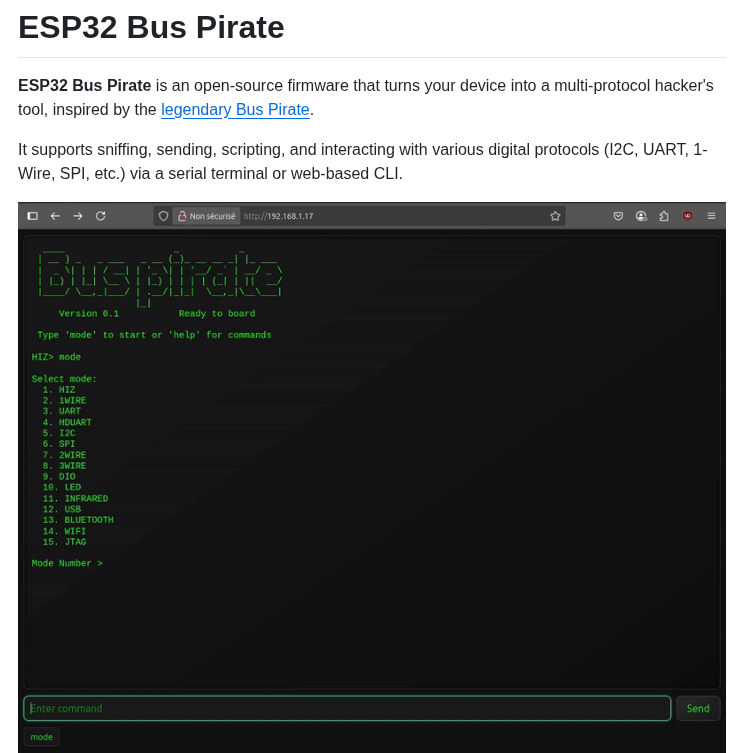 ESP32 Bus Pirate
ESP32 Bus Pirate is an open-source firmware that turns your device into a multi-protocol hacker's
tool, inspired by the legendary Bus Pirate.
It supports sniffing, sending, scripting, and interacting with various digital protocols (I2C, UART, 1-
Wire, SPI, etc.) via a serial terminal or web-based CLI.
Non sécurisé http://192.168.1.17
Bus Pirate
Version 0.1 Ready to board
Type 'mode' to start or 'help' for commands
HIZ> mode
Select mode:
1. HIZ
2. 1WIRE
3. UART
4. HDUART
5. I2C
6. SPI
7. 2WIRE
8. 3WIRE
9. DIO
10. LED
11. INFRARED
12. USB
13. BLUETOOTH
14. WIFI
15. JTAG
Mode Number >
Enter command Send
mode